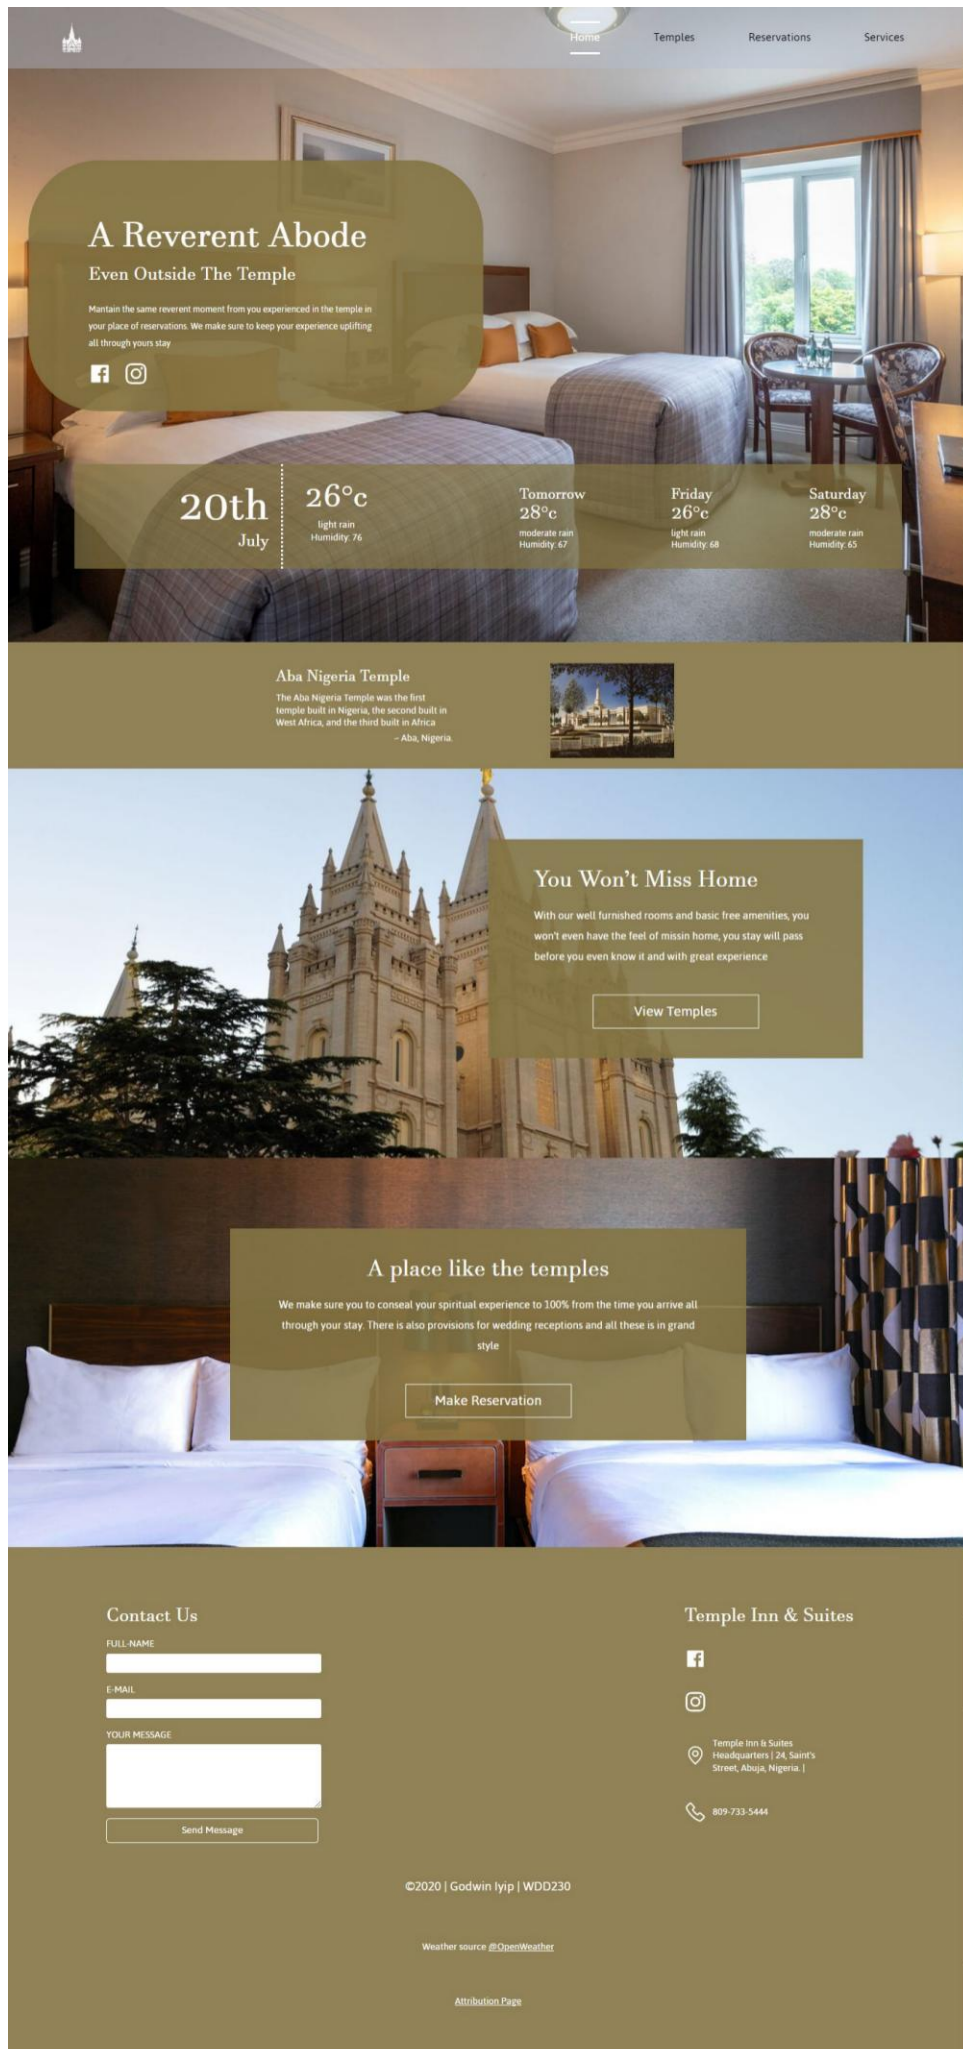 Home
Temples
Reservations
Services
A Reverent Abode
Even Outside The Temple
Mantain the same reverent moment from you experienced in the temple in
your place of reservations. We make sure to keep your experience uplifting
all through yours stay
20th
July
26°c
light rain
Humidity: 76
Tomorrow
28°c
moderate rain
Humidity: 67
Friday
26°c
light rain
Humidity: 68
Saturday
28°c
moderate rain
Humidity: 65
Aba Nigeria Temple
The Aba Nigeria Temple was the first
temple built in Nigeria, the second built in
West Africa, and the third built in Africa
– Aba, Nigeria.
You Won't Miss Home
With our well furnished rooms and basic free amenities, you
won't even have the feel of missin home, you stay will pass
before you even know it and with great experience
View Temples
A place like the temples
We make sure you to conseal your spiritual experience to 100% from the time you arrive all
through your stay. There is also provisions for wedding receptions and all these is in grand
style
Make Reservation
Contact Us
FULL-NAME
E-MAIL
YOUR MESSAGE
Send Message
Temple Inn & Suites
Temple Inn & Suites
Headquarters | 24, Saint's
Street, Abuja, Nigeria. |
809-733-5444
©2020 | Godwin Iyip | WDD230
Weather source @OpenWeather
Attribution Page